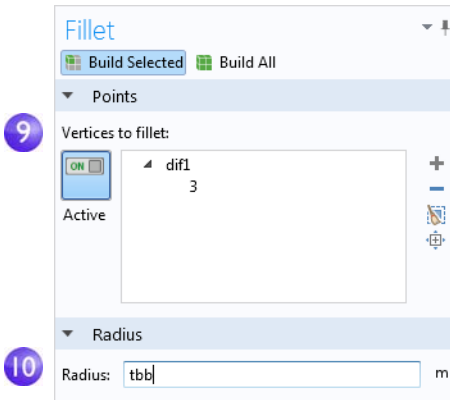 Fillet
Build Selected Build All
Points
9
Vertices to fillet:
ON
dif1
3
Active
Radius
10
Radius: tbb m